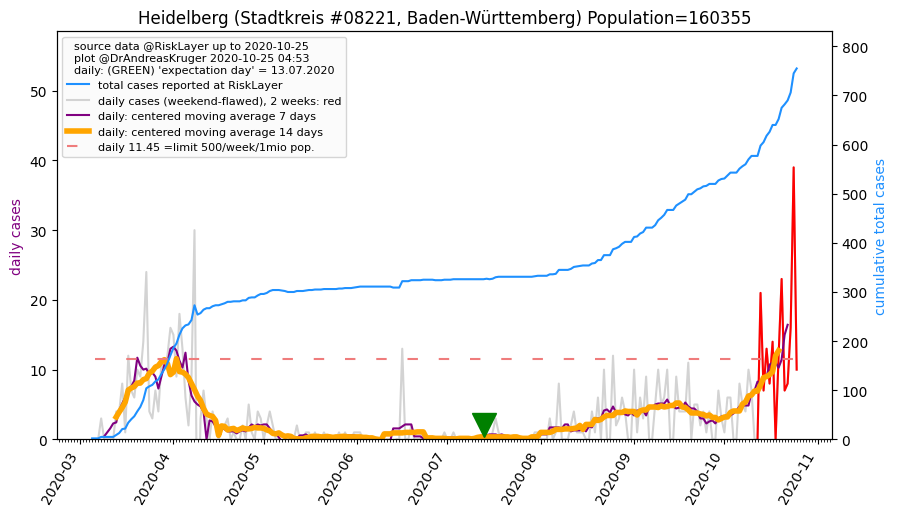 Heidelberg (Stadtkreis #08221, Baden-Württemberg) Population=160355
source data @RiskLayer up to 2020-10-25
plot @DrAndreasKruger 2020-10-25 04:53
daily: (GREEN) 'expectation day' = 13.07.2020
total cases reported at RiskLayer
daily cases (weekend-flawed), 2 weeks: red
daily: centered moving average 7 days
daily: centered moving average 14 days
daily 11.45 =limit 500/week/1mio pop.
daily cases
50
40
30
20
10
0
cumulative total cases
800
700
600
500
400
300
200
100
0
2020-03
2020-04
2020-05
2020-06
2020-07
2020-08
2020-09
2020-10
2020-11